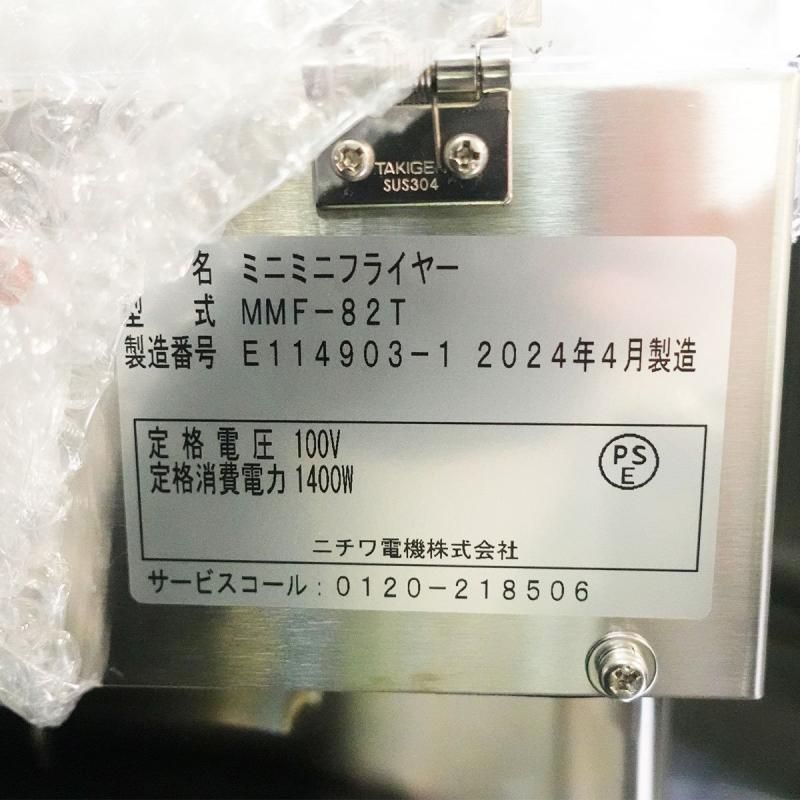 TAKIGEN
SUS304
名 ミニミニフライヤー
型 式 MMF-82T
製造番号 E114903-1 2024年4月製造
定格電圧 100V
定格消費電力 1400W
PS
E
ニチワ電機株式会社
サービスコール:0120-218506